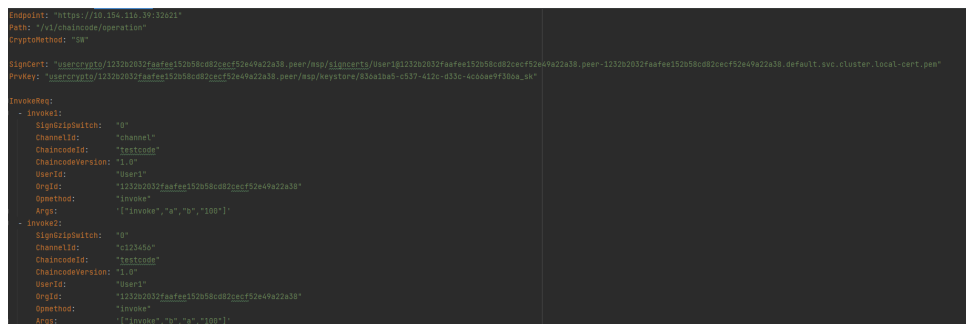 Endpoint: "https://10.154.116.39:32621"
Path: "/v1/chaincode/operation"
CryptoMethod: "SW"
SignCert: "usercrypto/1232b2032faafee152b58cd82cecf52e49a22a38.peer/msp/signcerts/User1@1232b2032faafee152b58cd82cecf52e49a22a38.peer-1232b2032faafee152b58cd82cecf52e49a22a38.default.svc.cluster.local-cert.pem"
PrvKey: "usercrypto/1232b2032faafee152b58cd82cecf52e49a22a38.peer/msp/keystore/836a1ba5-c537-412c-d33c-4c66ae9f386a_sk"
InvokeReq:
- invoke1:
SignGzipSwitch: "0"
ChannelId: "channel"
ChaincodeId: "testcode"
ChaincodeVersion: "1.0"
UserId: "User1"
OrgId: "1232b2032faafee152b58cd82cecf52e49a22a38"
Opmethod: "invoke"
Args: '["invoke","a","b","100"]'
- invoke2:
SignGzipSwitch: "0"
ChannelId: "c123456"
ChaincodeId: "testcode"
ChaincodeVersion: "1.0"
UserId: "User1"
OrgId: "1232b2032faafee152b58cd82cecf52e49a22a38"
Opmethod: "invoke"
Args: '["invoke","b","a","100"]'